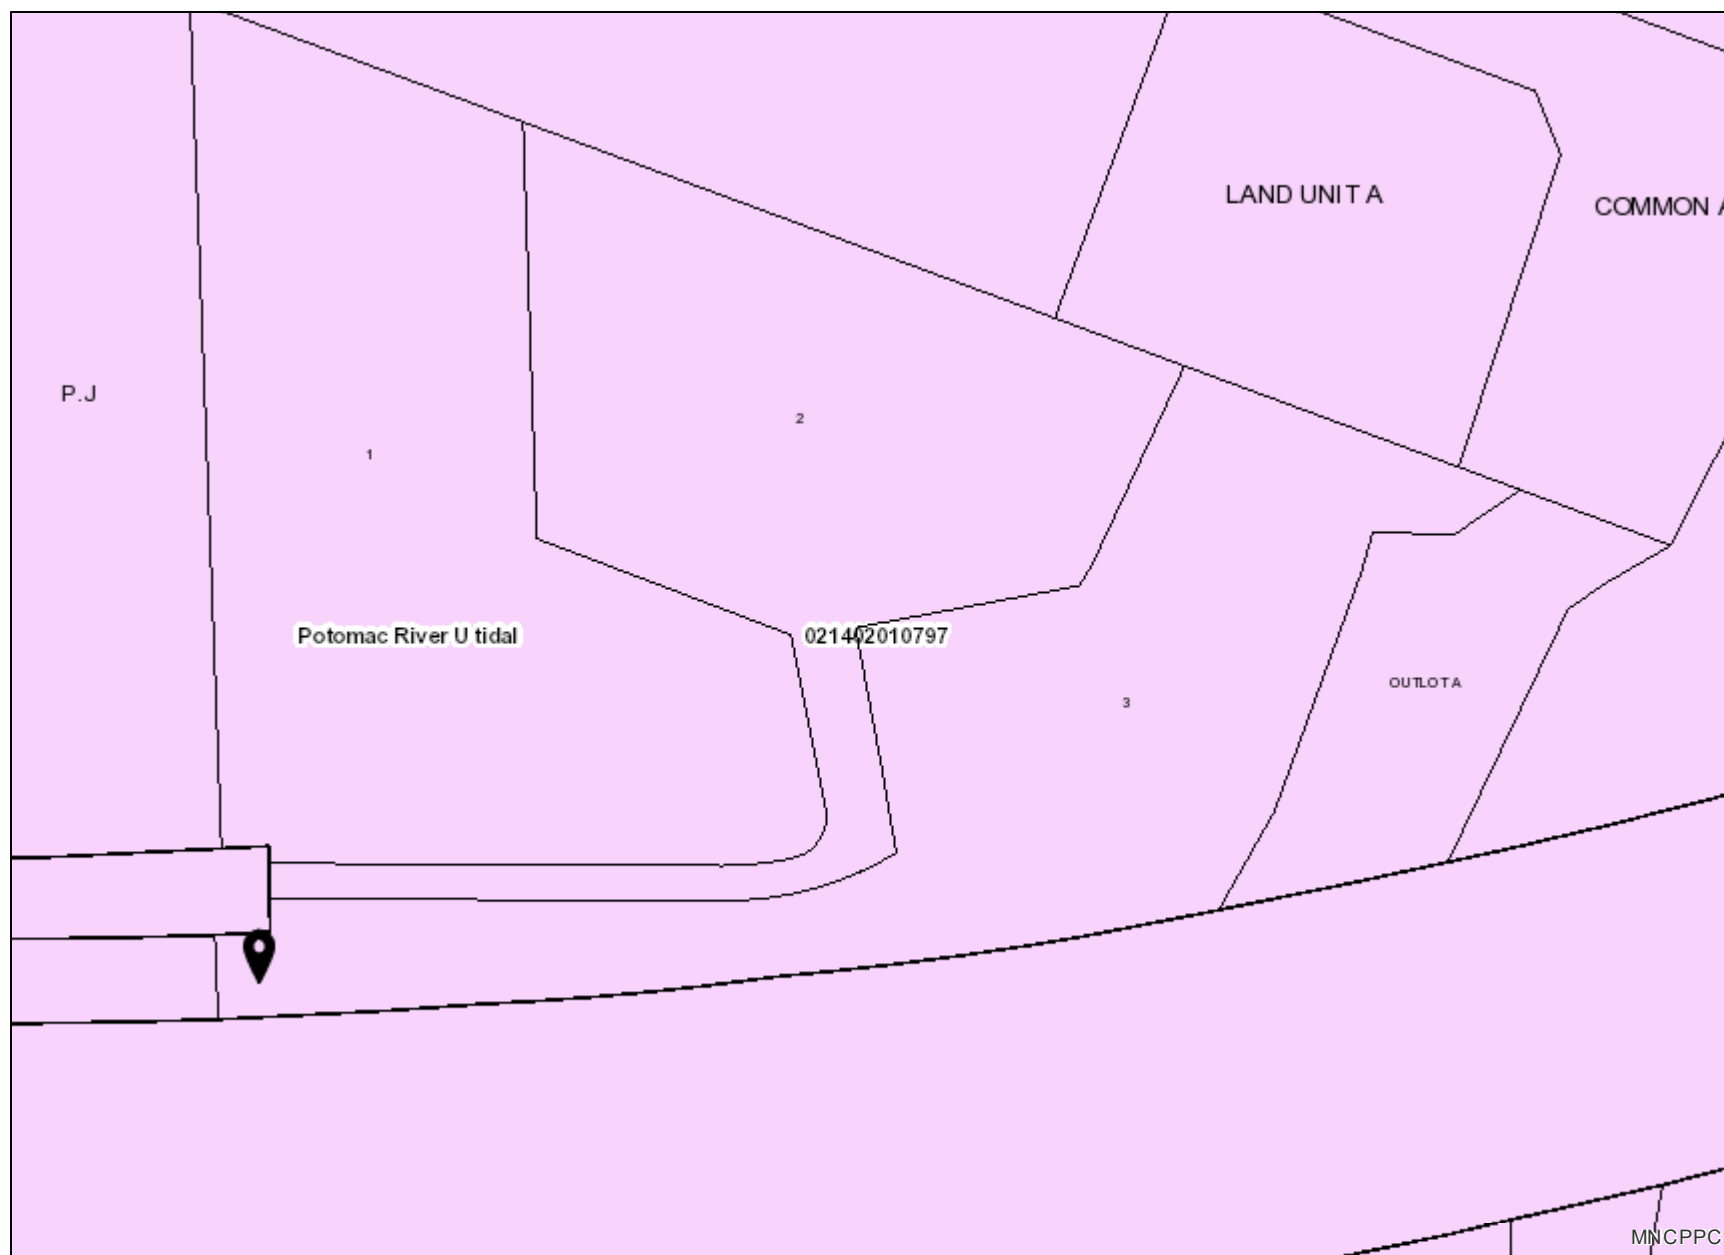 LAND UNIT A
COMMON A
P.J
2
1
Potomac River U tidal
021402010797
OUTLOT A
3
MNCPPC